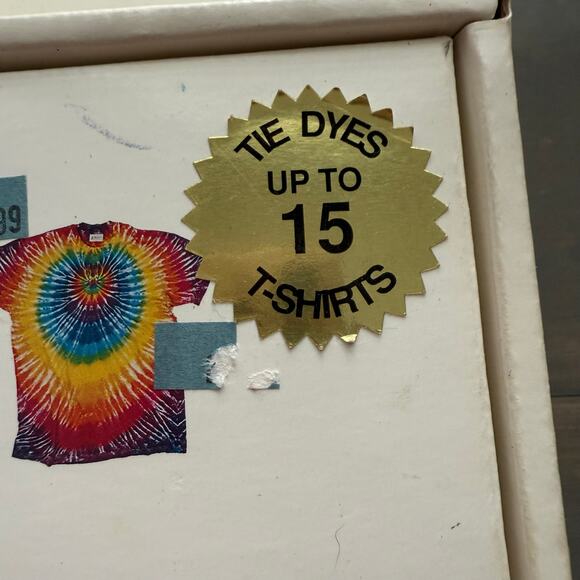 TIE DYES
UP TO
15
T-SHIRTS